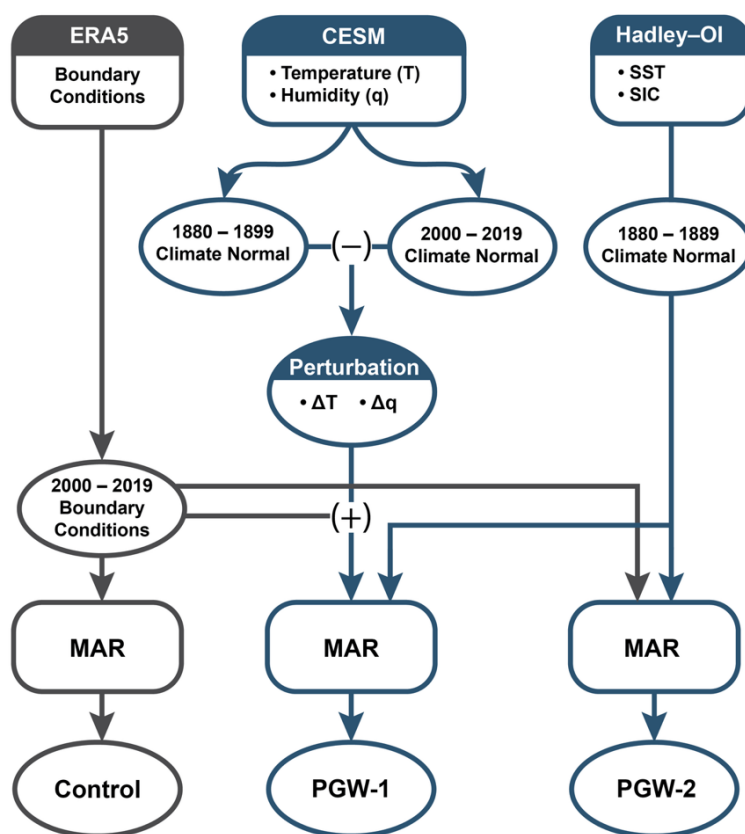 ERA5
Boundary
Conditions
CESM
• Temperature (T)
• Humidity (q)
Hadley–OI
• SST
• SIC
1880 – 1899
Climate Normal
(−)
2000 – 2019
Climate Normal
1880 – 1889
Climate Normal
Perturbation
• ΔT • Δq
2000 – 2019
Boundary
Conditions
(+)
MAR
MAR
MAR
Control
PGW-1
PGW-2